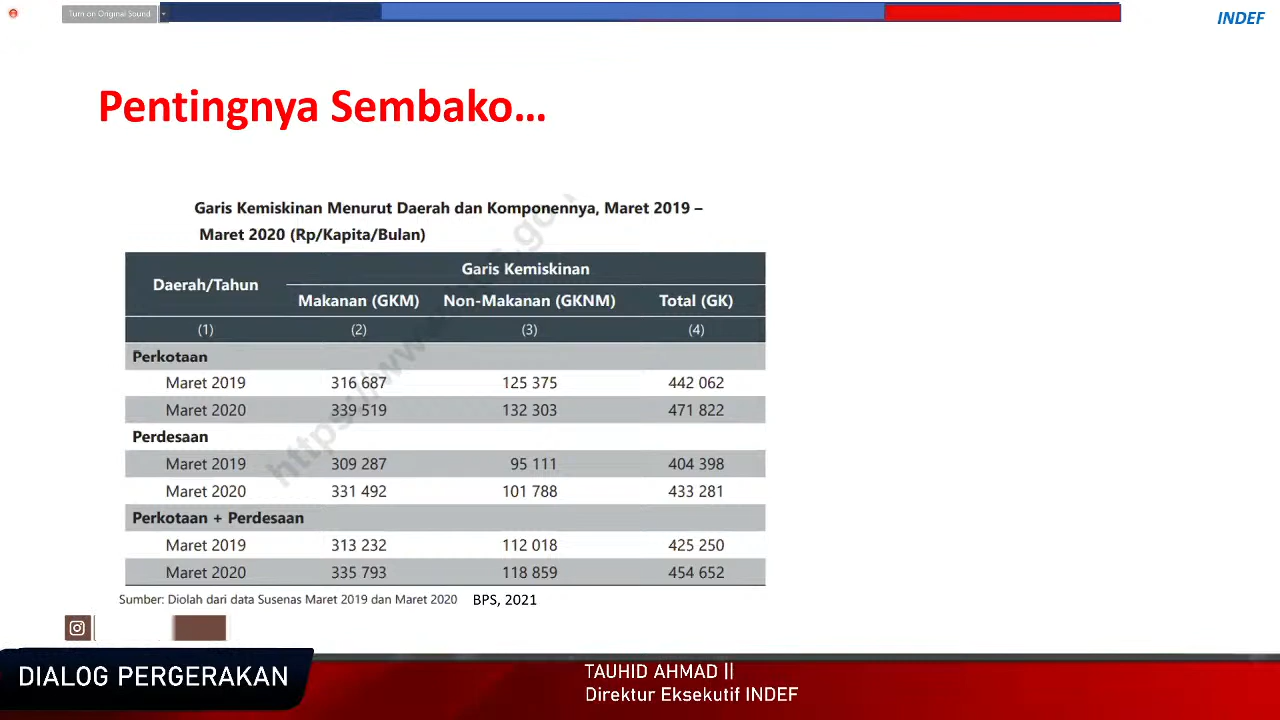 Turn on Original Sound
INDEF
Pentingnya Sembako...
Garis Kemiskinan Menurut Daerah dan Komponennya, Maret 2019 –
Maret 2020 (Rp/Kapita/Bulan)
Daerah/Tahun Garis Kemiskinan
Makanan (GKM) Non-Makanan (GKNM) Total (GK)
(1) (2) (3) (4)
Perkotaan
Maret 2019 316 687 125 375 442 062
Maret 2020 339 519 132 303 471 822
Perdesaan
Maret 2019 309 287 95 111 404 398
Maret 2020 331 492 101 788 433 281
Perkotaan + Perdesaan
Maret 2019 313 232 112 018 425 250
Maret 2020 335 793 118 859 454 652
Sumber: Diolah dari data Susenas Maret 2019 dan Maret 2020 BPS, 2021
DIALOG PERGERAKAN
TAUHID AHMAD ||
Direktur Eksekutif INDEF